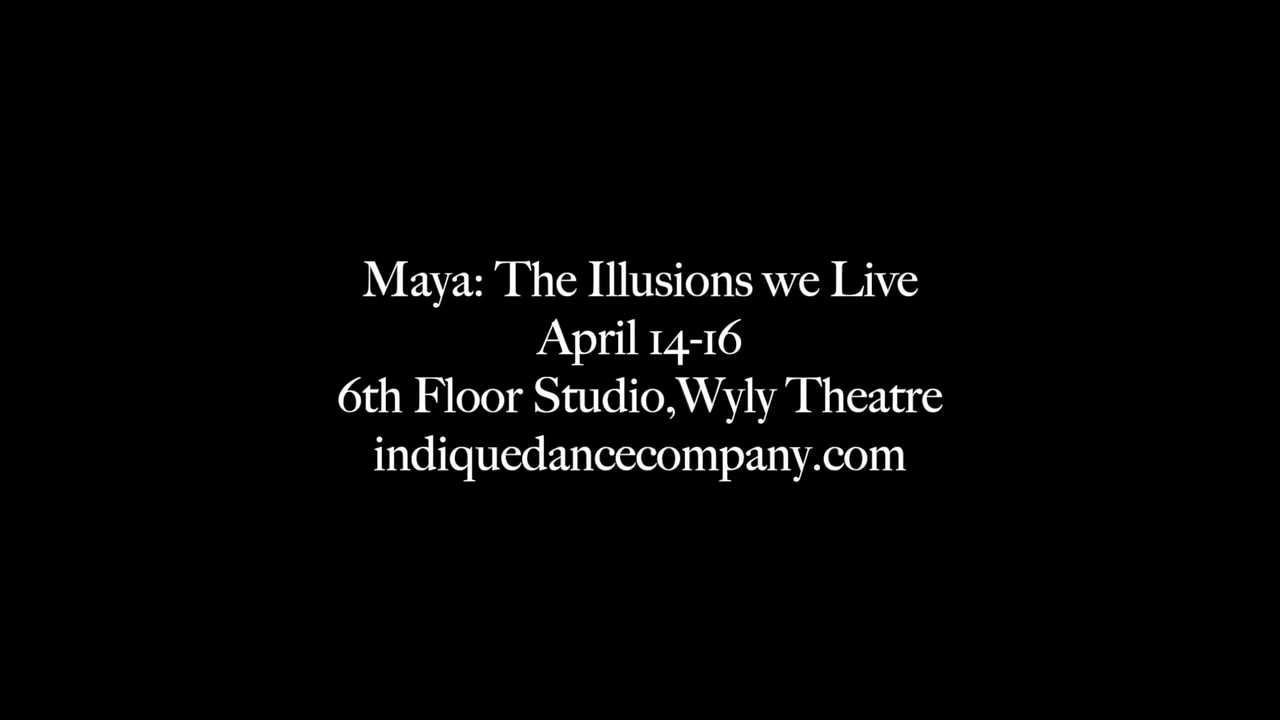 Maya: The Illusions we Live
April 14-16
6th Floor Studio,Wyly Theatre
indiquedancecompany.com